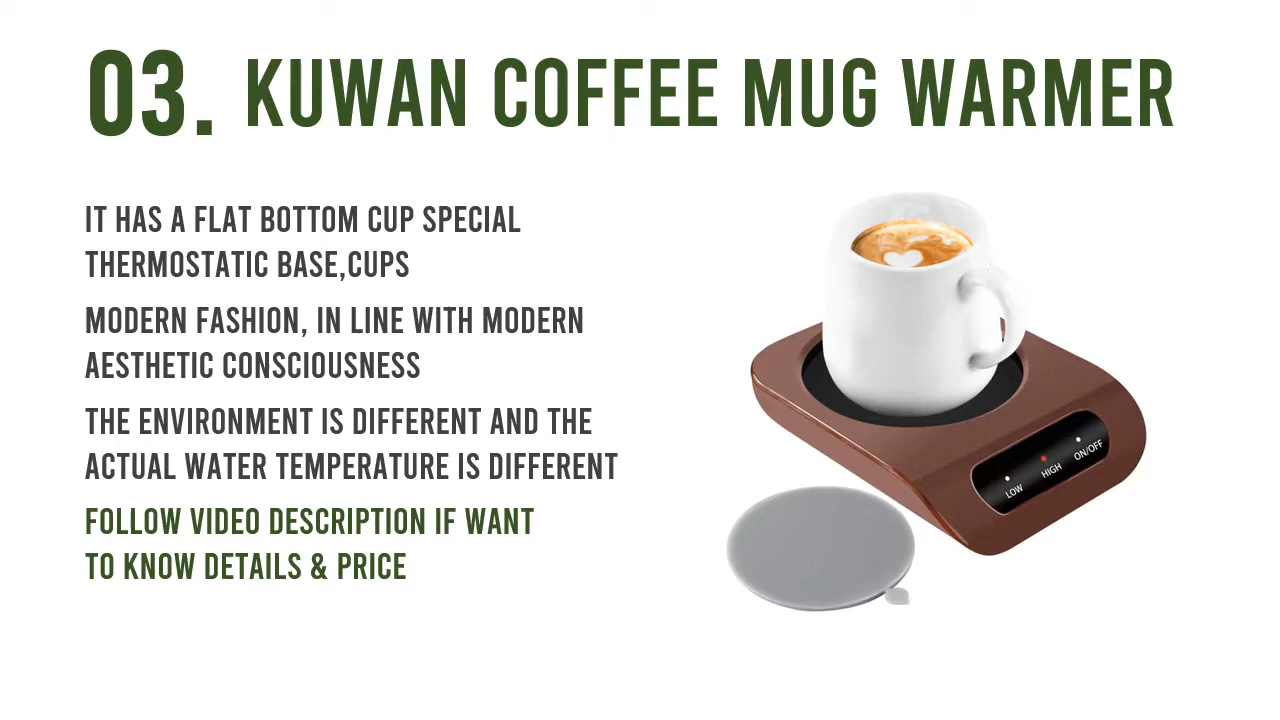 03. KUWAN COFFEE MUG WARMER
IT HAS A FLAT BOTTOM CUP SPECIAL
THERMOSTATIC BASE,CUPS
MODERN FASHION, IN LINE WITH MODERN
AESTHETIC CONSCIOUSNESS
THE ENVIRONMENT IS DIFFERENT AND THE
ACTUAL WATER TEMPERATURE IS DIFFERENT
FOLLOW VIDEO DESCRIPTION IF WANT
TO KNOW DETAILS & PRICE
LOW HIGH ON/OFF